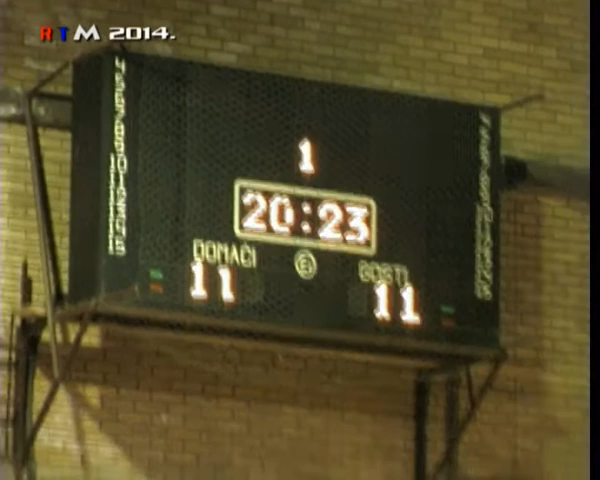 RTM 2014.
1
20:23
DOMAĆI
GOSTI
11
11